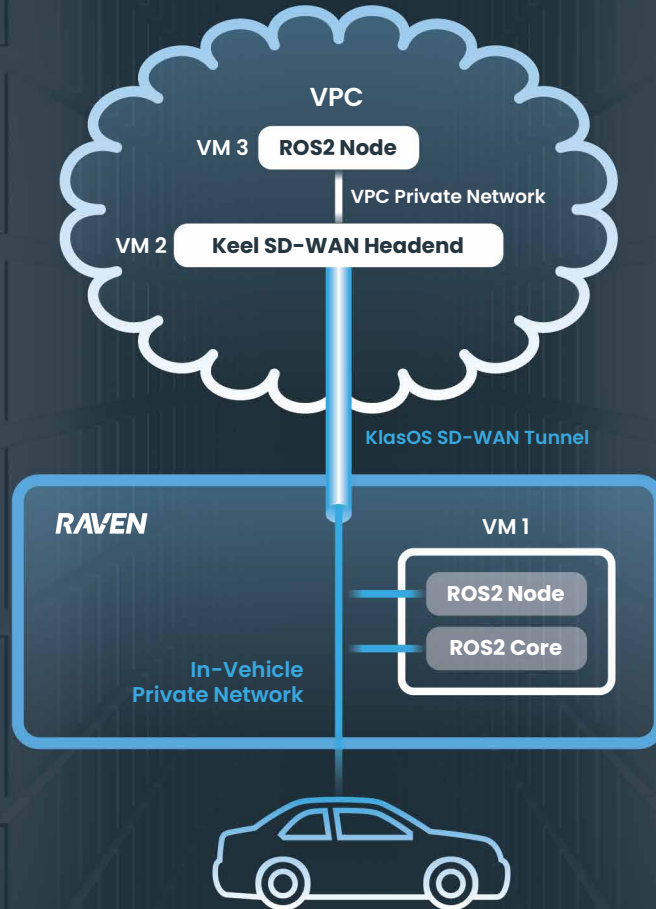 VPC
VM 3 ROS2 Node
VPC Private Network
VM 2 Keel SD-WAN Headend
KlasOS SD-WAN Tunnel
RAVEN
VM 1
ROS2 Node
ROS2 Core
In-Vehicle
Private Network